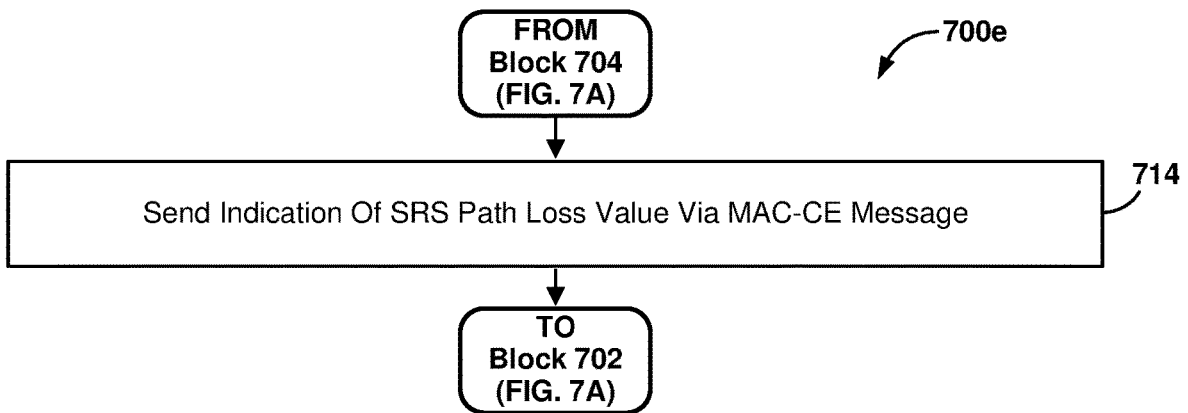 FROM
Block 704
(FIG. 7A)
700e
Send Indication Of SRS Path Loss Value Via MAC-CE Message
714
TO
Block 702
(FIG. 7A)